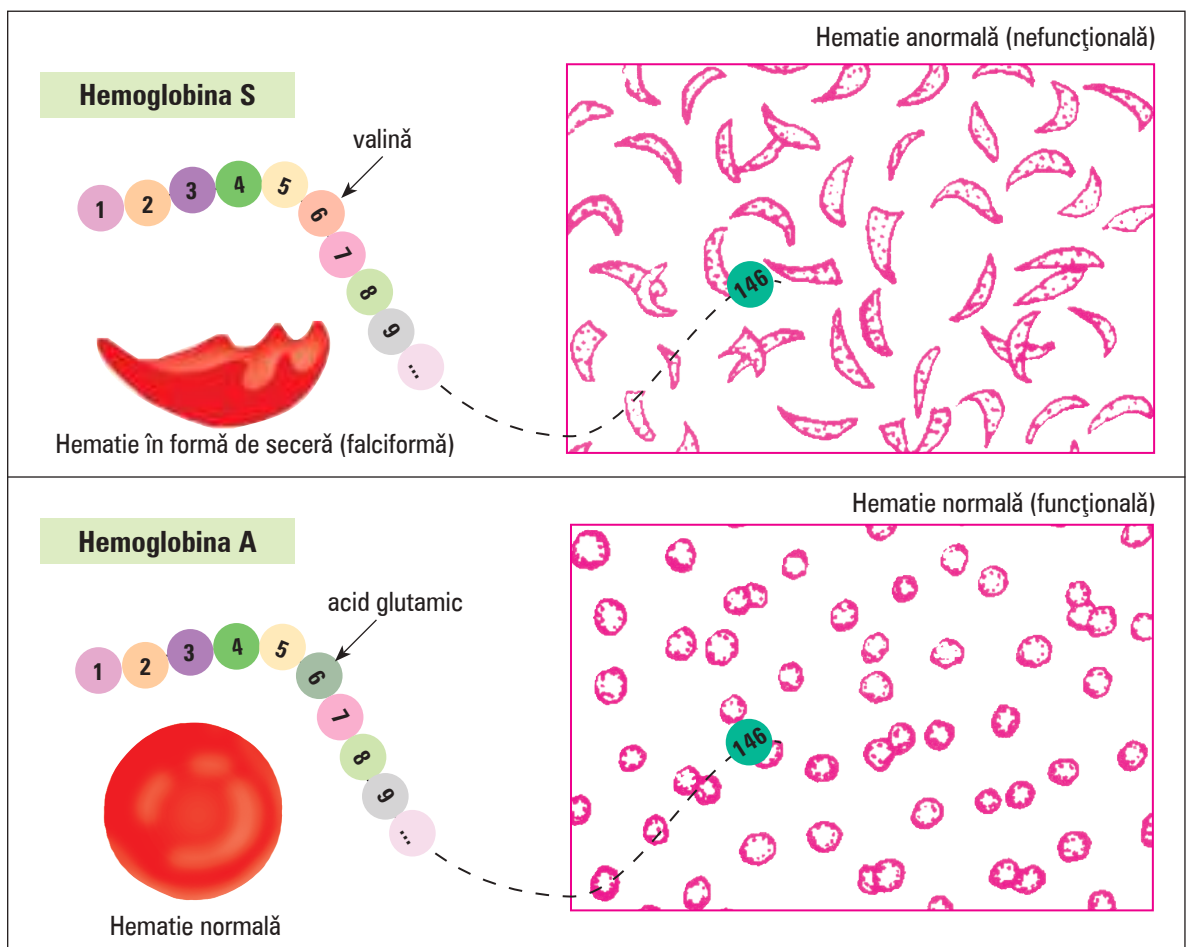 Hematie anormală (nefuncţională)
Hemoglobina S
valină
1 2 3 4 5 6 7 8 9 ... 146
Hematie în formă de seceră (falciformă)
Hematie normală (funcţională)
Hemoglobina A
acid glutamic
1 2 3 4 5 6 7 8 9 ... 146
Hematie normală